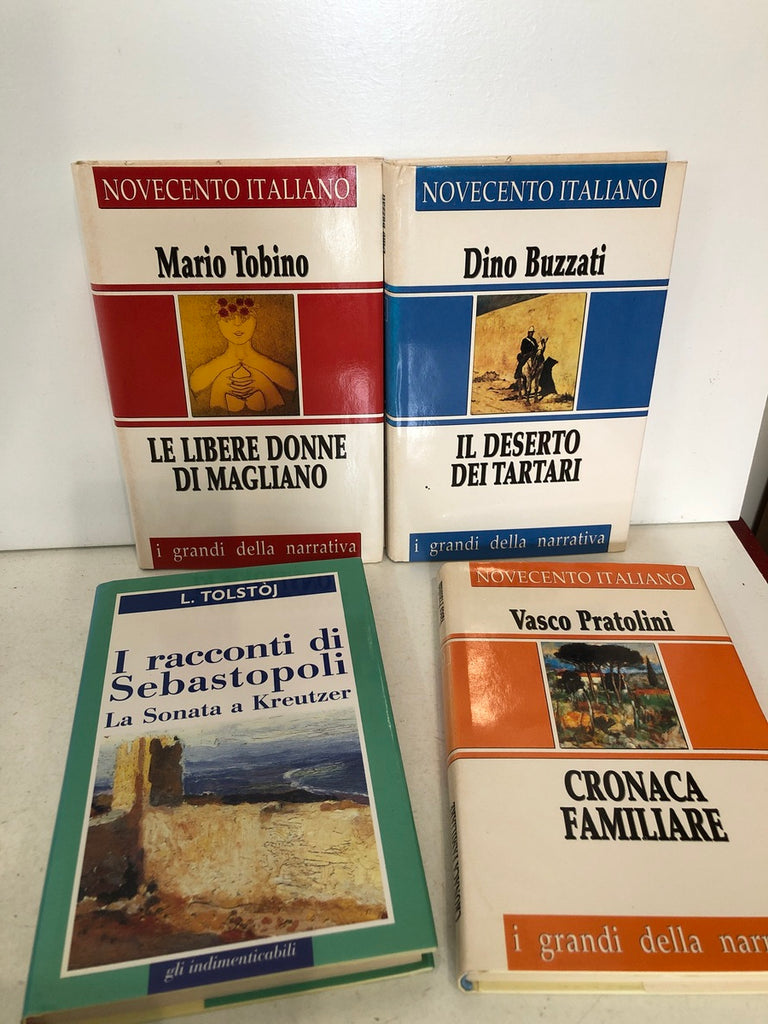 NOVECENTO ITALIANO
Mario Tobino
LE LIBERE DONNE
DI MAGLIANO
i grandi della narrativa
NOVECENTO ITALIANO
Dino Buzzati
IL DESERTO
DEI TARTARI
i grandi della narrativa
L. TOLSTÒJ
I racconti di
Sebastopoli
La Sonata a Kreutzer
gli indimenticabili
NOVECENTO ITALIANO
Vasco Pratolini
CRONACA
FAMILIARE
i grandi della narr